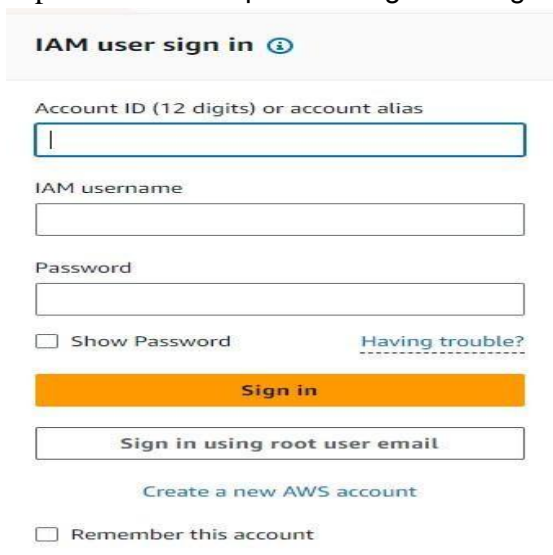 IAM user sign in
Account ID (12 digits) or account alias
IAM username
Password
Show Password Having trouble?
Sign in
Sign in using root user email
Create a new AWS account
Remember this account